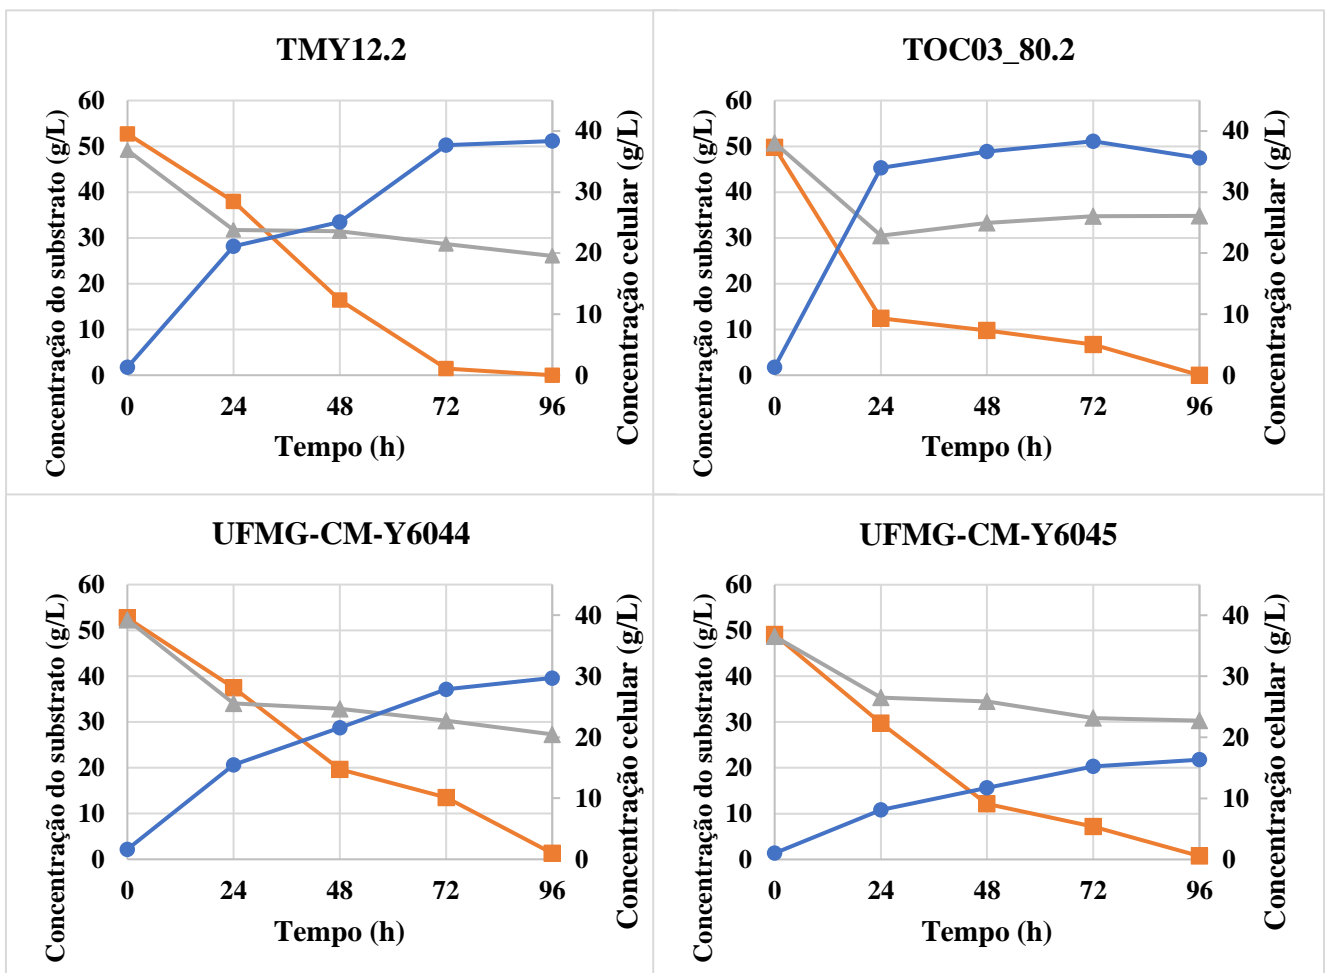 TMY12.2
Concentração do substrato (g/L)
60
50
40
30
20
10
0
0 24 48 72 96
Tempo (h)
40
30
20
10
0
Concentração celular (g/L)
TOC03_80.2
Concentração do substrato (g/L)
60
50
40
30
20
10
0
0 24 48 72 96
Tempo (h)
40
30
20
10
0
Concentração celular (g/L)
UFMG-CM-Y6044
Concentração do substrato (g/L)
60
50
40
30
20
10
0
0 24 48 72 96
Tempo (h)
40
30
20
10
0
Concentração celular (g/L)
UFMG-CM-Y6045
Concentração do substrato (g/L)
60
50
40
30
20
10
0
0 24 48 72 96
Tempo (h)
40
30
20
10
0
Concentração celular (g/L)